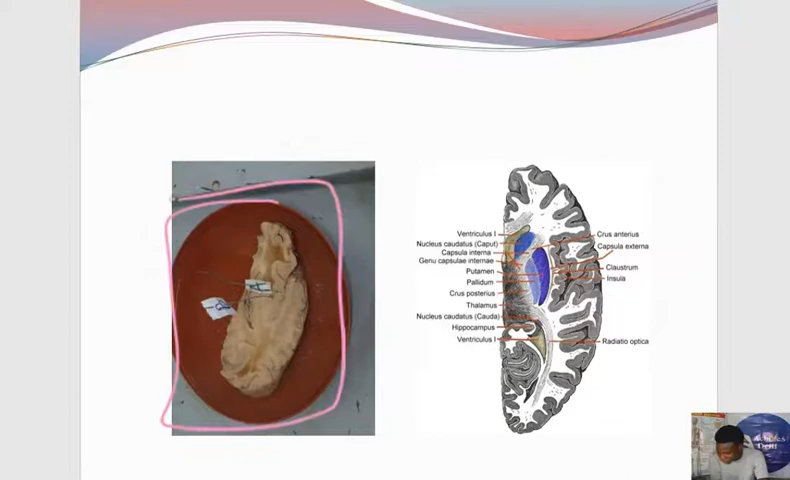 Ventriculus I
Nucleus caudatus (Caput)
Capsula interna
Genu capsulae internae
Putamen
Pallidum
Crus posterius
Thalamus
Nucleus caudatus (Cauda)
Hippocampus
Ventriculus I
Crus anterius
Capsula externa
Claustrum
Insula
Radiatio optica